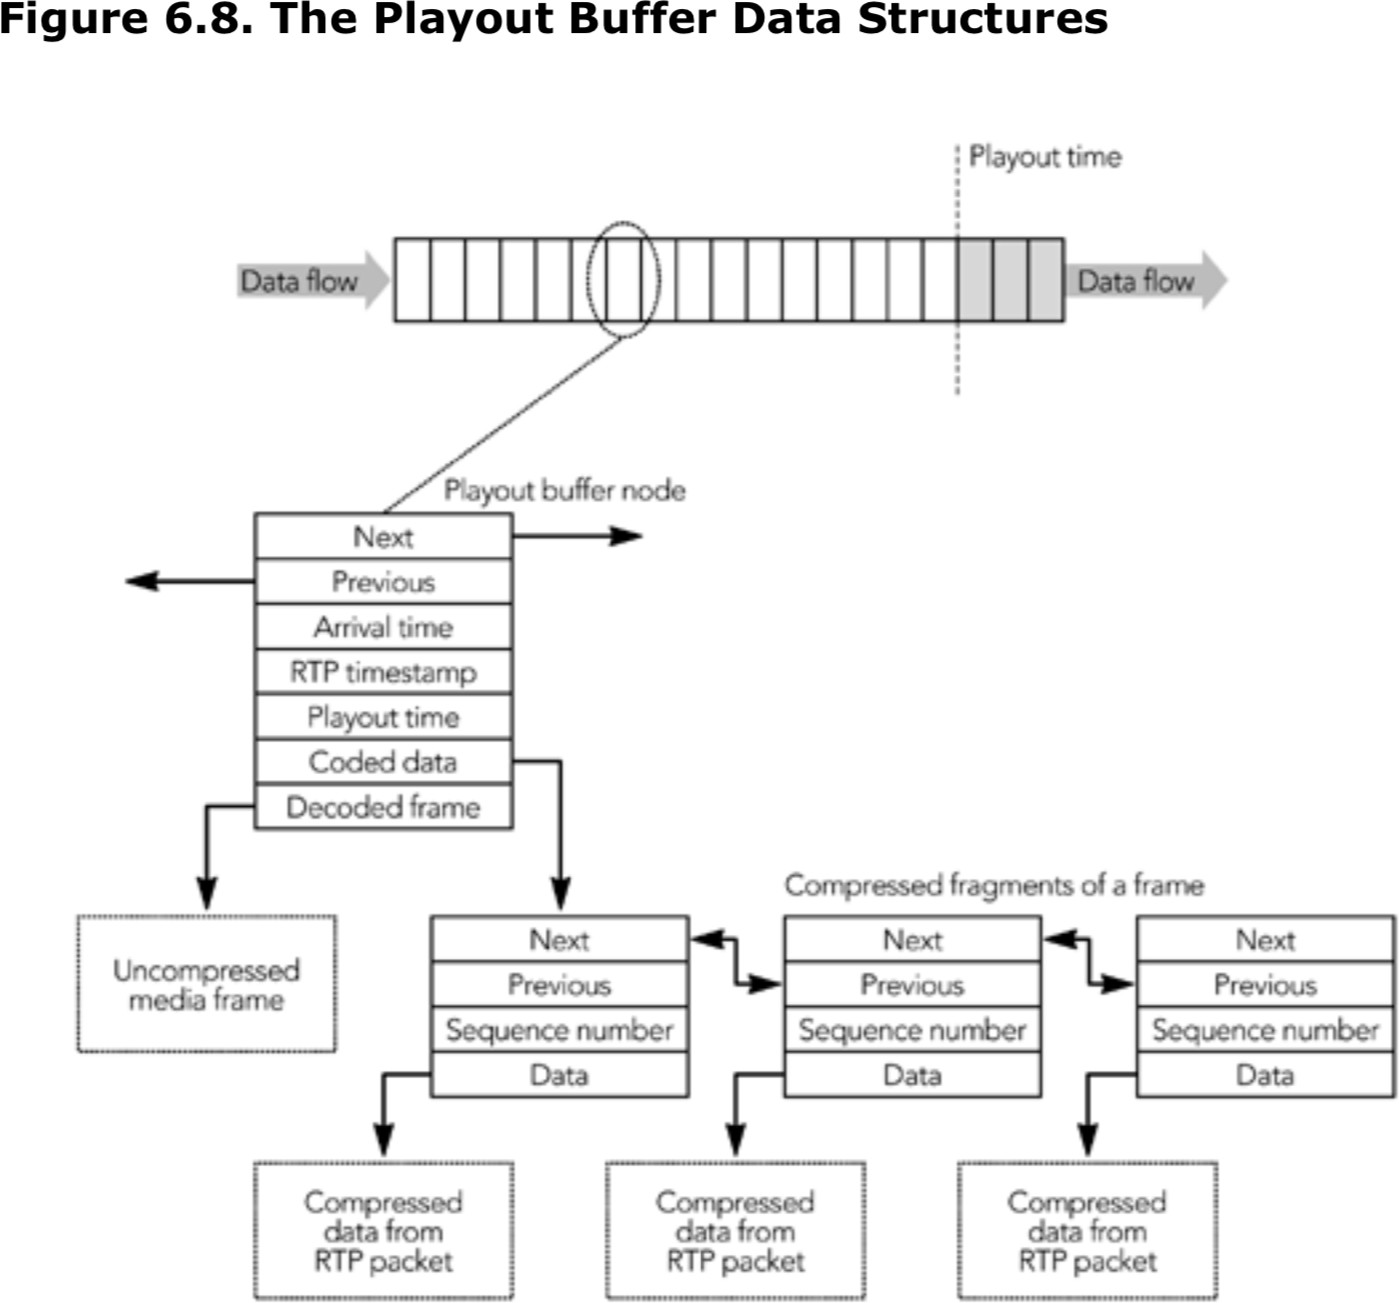 Figure 6.8. The Playout Buffer Data Structures
Playout time
Data flow
Data flow
Playout buffer node
Next
Previous
Arrival time
RTP timestamp
Playout time
Coded data
Decoded frame
Compressed fragments of a frame
Uncompressed
media frame
Next
Previous
Sequence number
Data
Next
Previous
Sequence number
Data
Next
Previous
Sequence number
Data
Compressed
data from
RTP packet
Compressed
data from
RTP packet
Compressed
data from
RTP packet